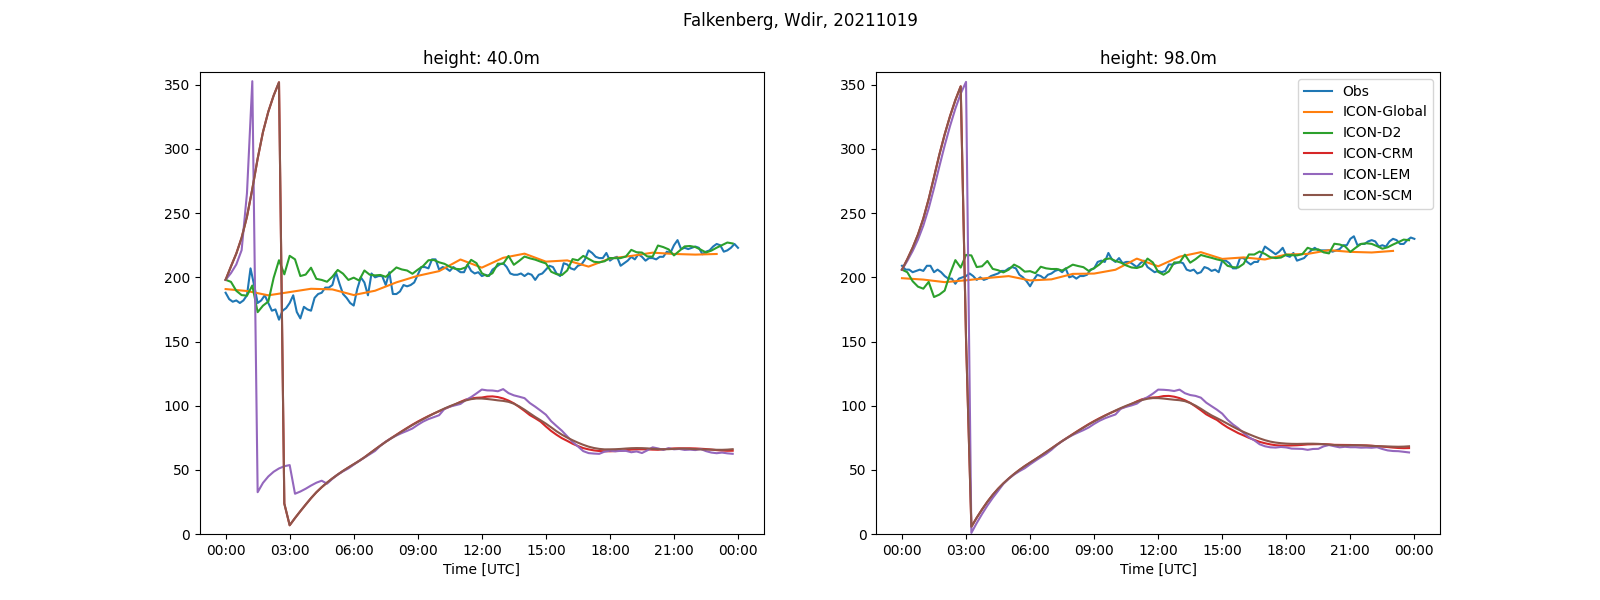 Falkenberg, Wdir, 20211019
height: 40.0m
350
300
250
200
150
100
50
0
00:00 03:00 06:00 09:00 12:00 15:00 18:00 21:00 00:00
Time [UTC]
height: 98.0m
350
300
250
200
150
100
50
0
00:00 03:00 06:00 09:00 12:00 15:00 18:00 21:00 00:00
Time [UTC]
Obs
ICON-Global
ICON-D2
ICON-CRM
ICON-LEM
ICON-SCM